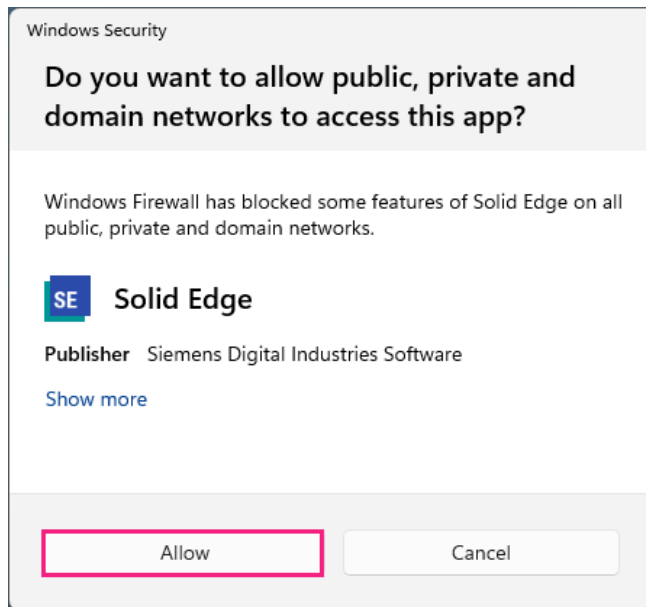 Windows Security
Do you want to allow public, private and
domain networks to access this app?
Windows Firewall has blocked some features of Solid Edge on all
public, private and domain networks.
SE Solid Edge
Publisher Siemens Digital Industries Software
Show more
Allow Cancel